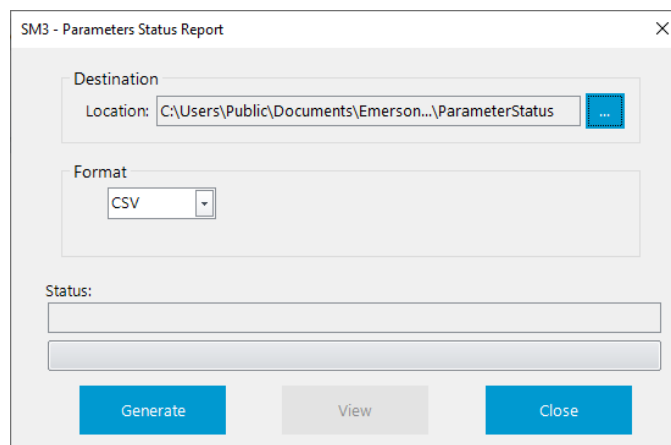 SM3 - Parameters Status Report
Destination
Location: C:\Users\Public\Documents\Emerson...\ParameterStatus ...
Format
CSV
Status:
Generate View Close